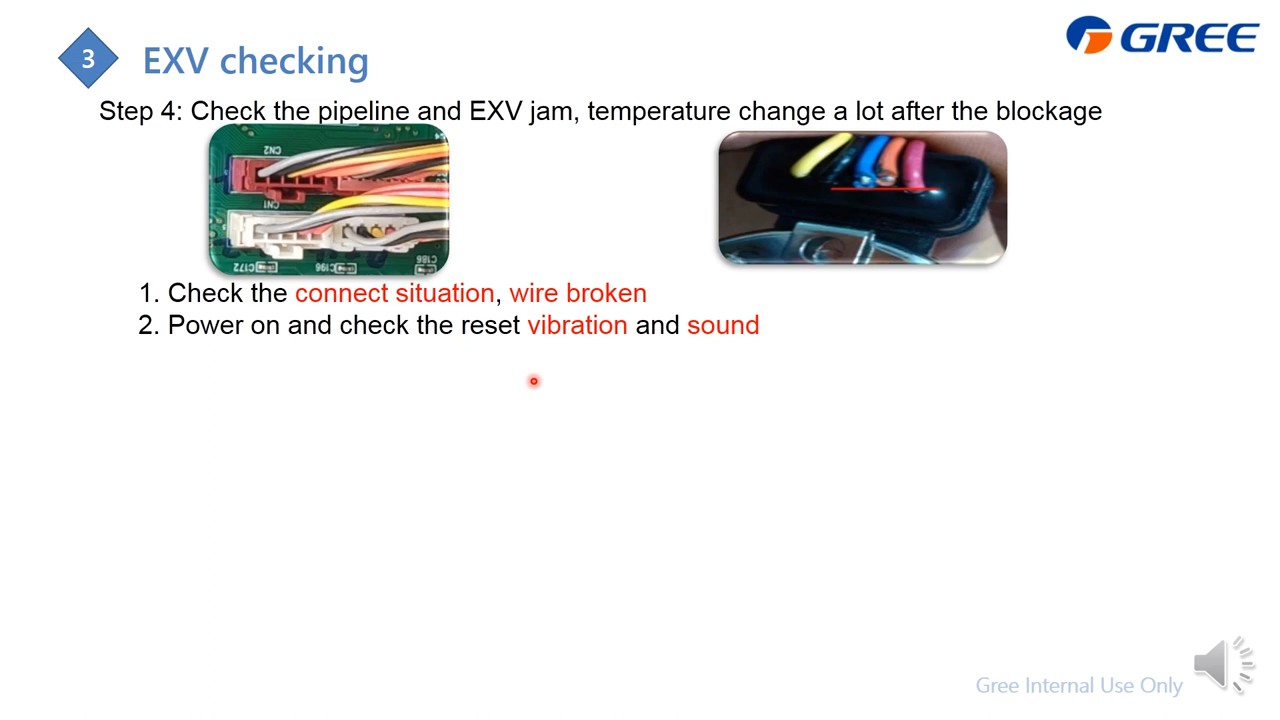 3
EXV checking
GREE
Step 4: Check the pipeline and EXV jam, temperature change a lot after the blockage
CN2
CN1
C172
C196
C186
1. Check the connect situation, wire broken
2. Power on and check the reset vibration and sound
Gree Internal Use Only